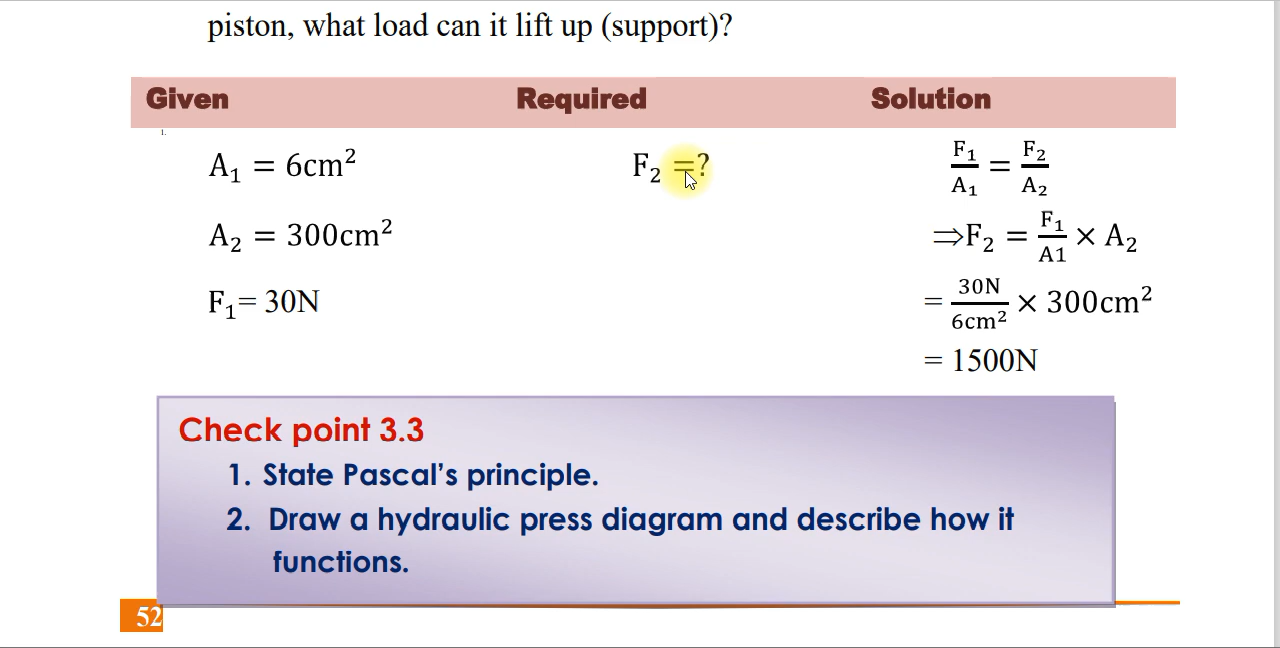 piston, what load can it lift up (support)?
Given Required Solution
1.
A₁ = 6cm² F₂ =? F₁/A₁ = F₂/A₂
A₂ = 300cm² ⇒F₂ = F₁/A1 × A₂
F₁= 30N = 30N/6cm² × 300cm²
= 1500N
Check point 3.3
1. State Pascal’s principle.
2. Draw a hydraulic press diagram and describe how it
functions.
52